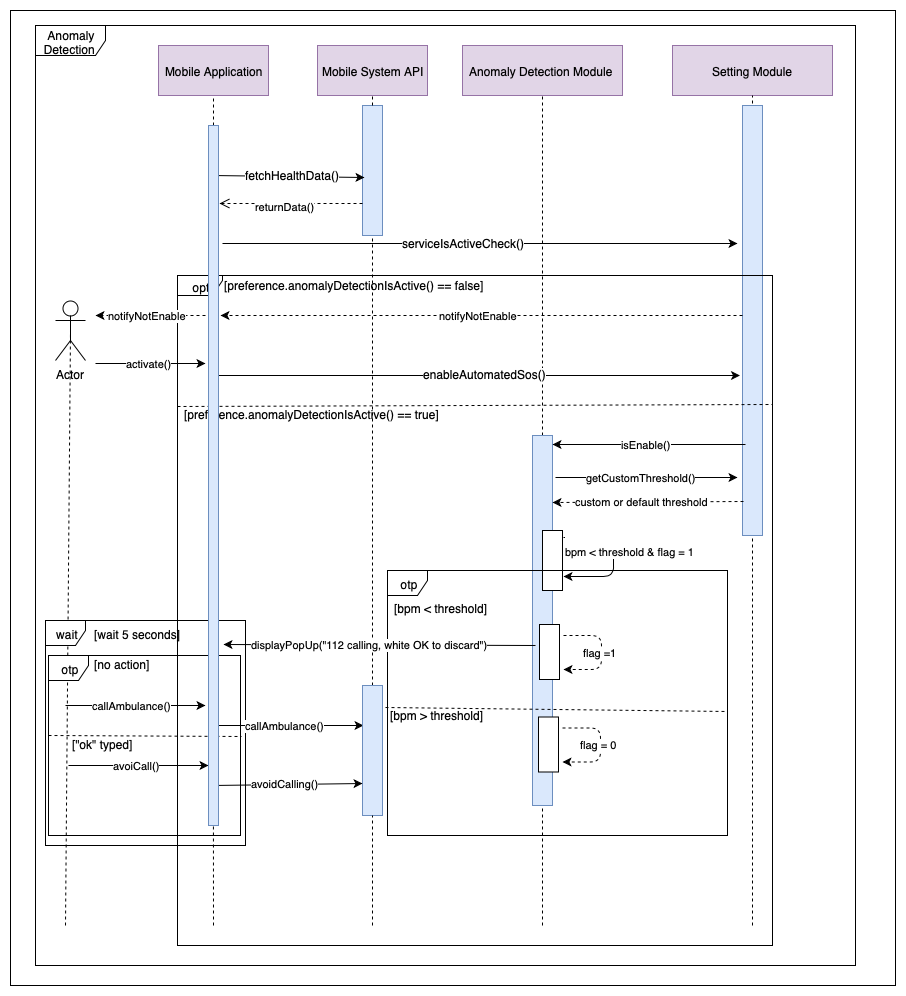 Anomaly
Detection
Mobile Application
Mobile System API
Anomaly Detection Module
Setting Module
fetchHealthData()
returnData()
serviceIsActiveCheck()
opt
[preference.anomalyDetectionIsActive() == false]
notifyNotEnable
notifyNotEnable
activate()
Actor
enableAutomatedSos()
[preference.anomalyDetectionIsActive() == true]
isEnable()
getCustomThreshold()
custom or default threshold
bpm < threshold & flag = 1
otp
[bpm < threshold]
wait
[wait 5 seconds]
displayPopUp("112 calling, white OK to discard")
flag =1
otp
[no action]
callAmbulance()
[bpm > threshold]
callAmbulance()
["ok" typed]
flag = 0
avoiCall()
avoidCalling()